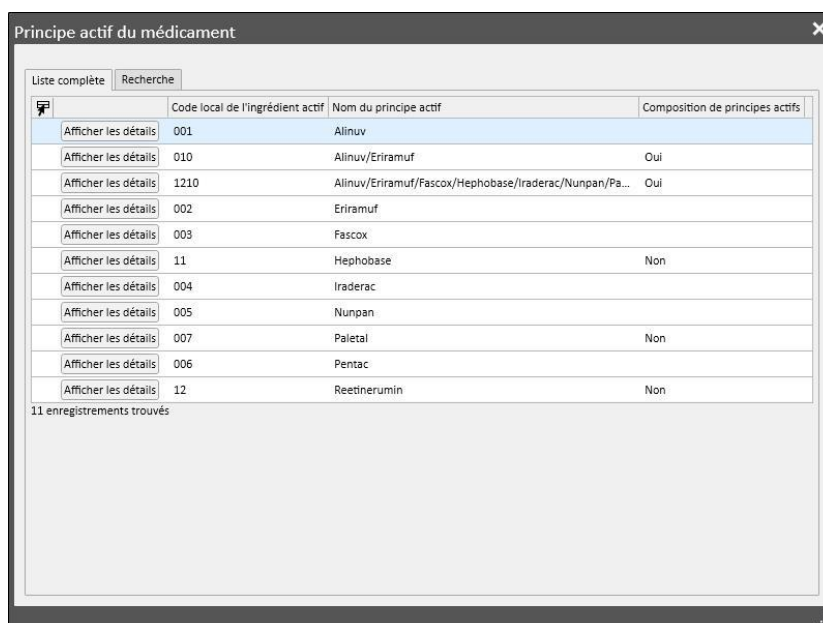 Principe actif du médicament
Liste complète Recherche
Code local de l'ingrédient actif Nom du principe actif Composition de principes actifs
Afficher les détails 001 Alinuv
Afficher les détails 010 Alinuv/Eriramuf Oui
Afficher les détails 1210 Alinuv/Eriramuf/Fascox/Hephobase/Iraderac/Nunpan/Pa... Oui
Afficher les détails 002 Eriramuf
Afficher les détails 003 Fascox
Afficher les détails 11 Hephobase Non
Afficher les détails 004 Iraderac
Afficher les détails 005 Nunpan
Afficher les détails 007 Paletal Non
Afficher les détails 006 Pentac
Afficher les détails 12 Reetinerumin Non
11 enregistrements trouvés